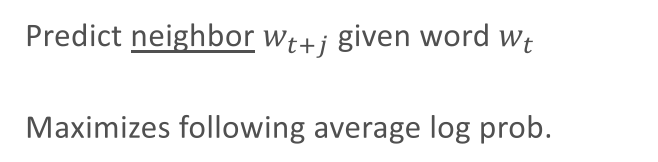 Predict neighbor w_{t+j} given word w_t
Maximizes following average log prob.